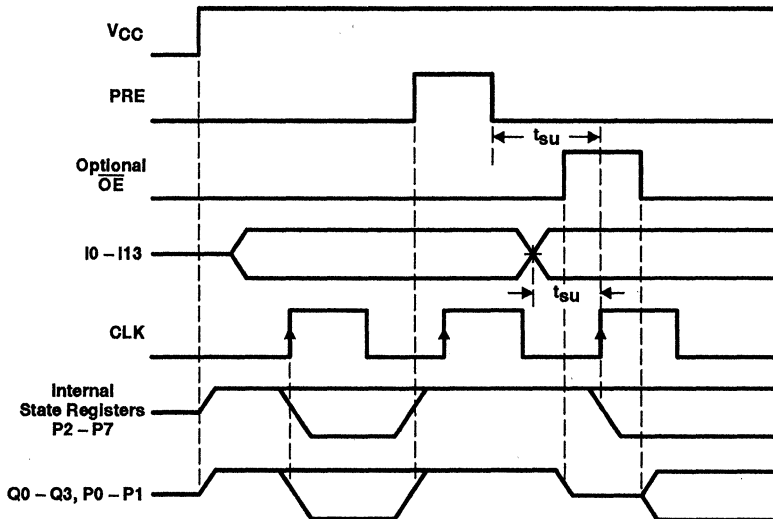 VCC
PRE
tsu
Optional
OE
I0 – I13
tsu
CLK
Internal
State Registers
P2 – P7
Q0 – Q3, P0 – P1